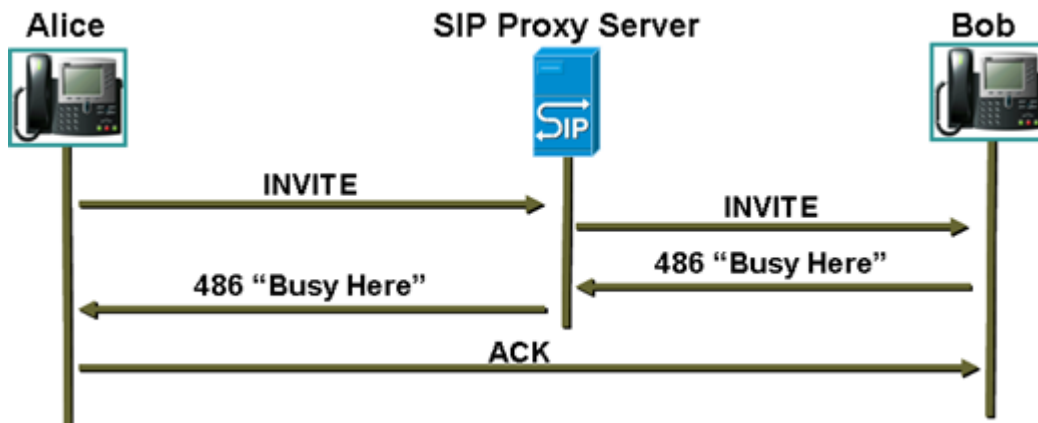 Alice
SIP Proxy Server
Bob
SIP
INVITE
INVITE
486 “Busy Here”
486 “Busy Here”
ACK